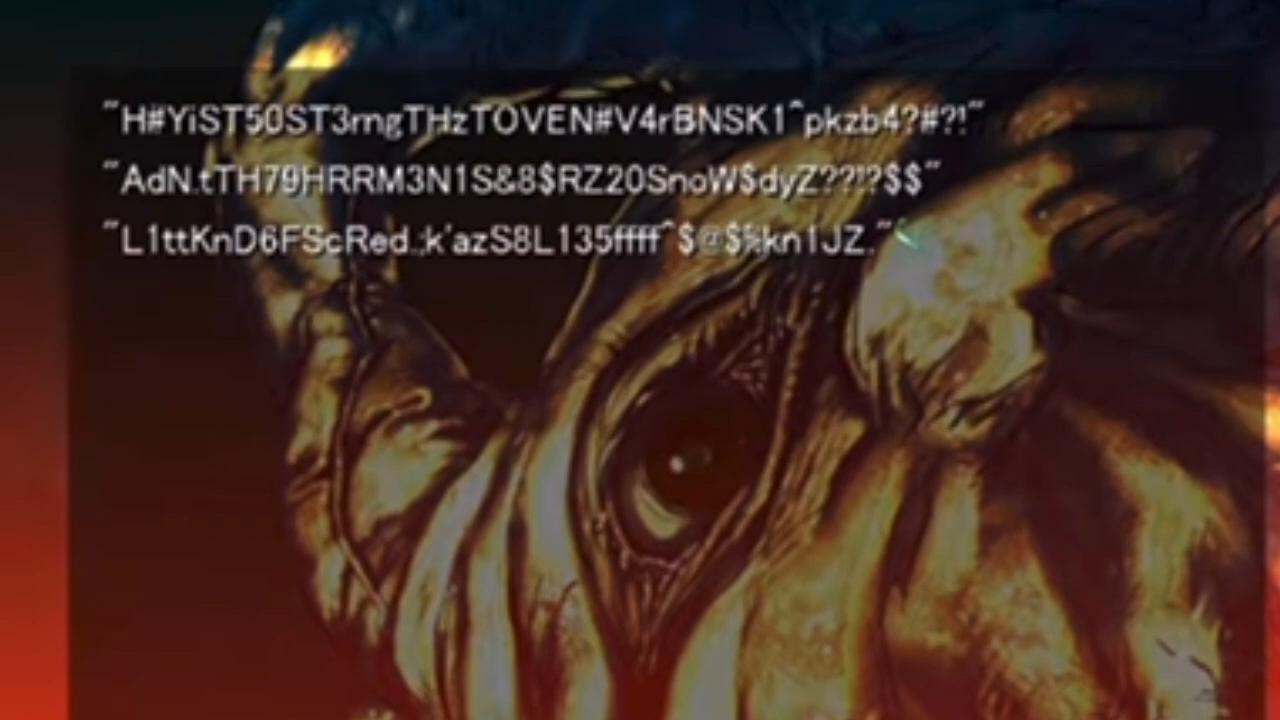 "H#YiST50ST3rngTHzTOVEN#V4rBNSK1^pkzb4?#?!"
"AdN.tTH79HRRM3N1S&8$RZ20SnoW$dyZ??!?$$"
"L1ttKnD6FScRed.:k'azS8L135ffff^$@$%kn1JZ."